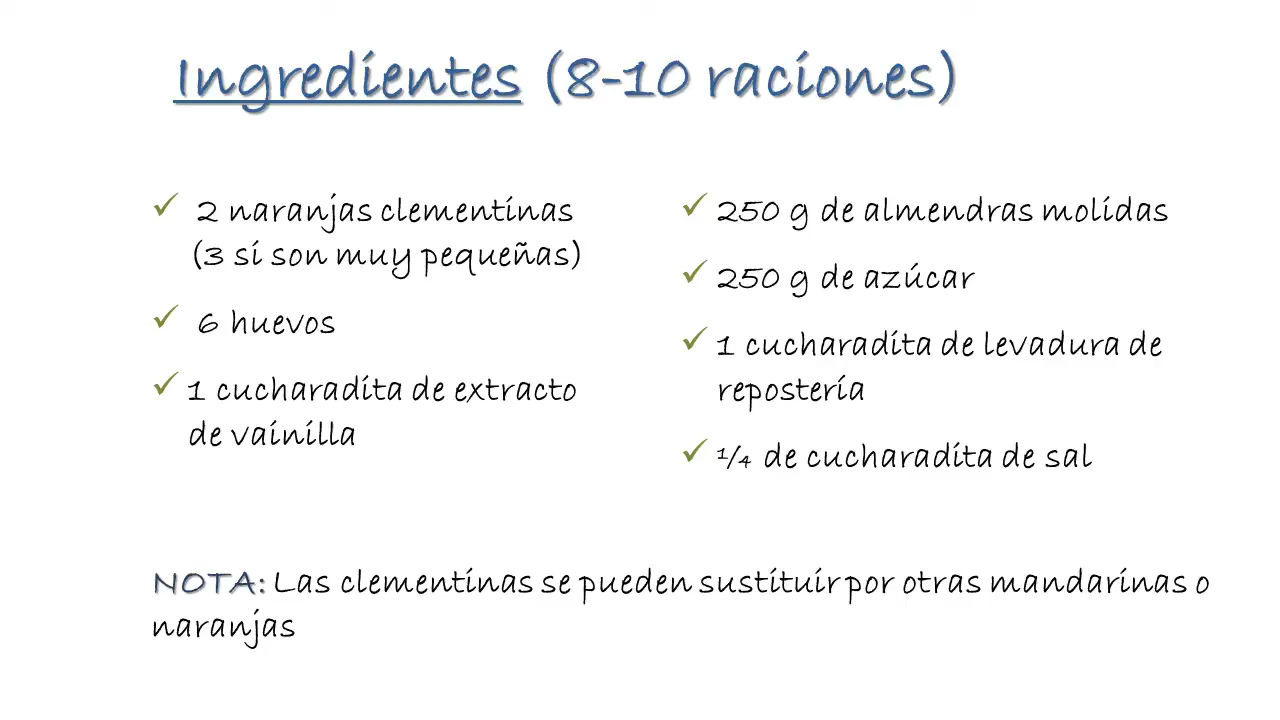 Ingredientes (8-10 raciones)
2 naranjas clementinas
(3 si son muy pequeñas)
6 huevos
1 cucharadita de extracto
de vainilla
250 g de almendras molidas
250 g de azúcar
1 cucharadita de levadura de
repostería
¼ de cucharadita de sal
NOTA: Las clementinas se pueden sustituir por otras mandarinas o
naranjas